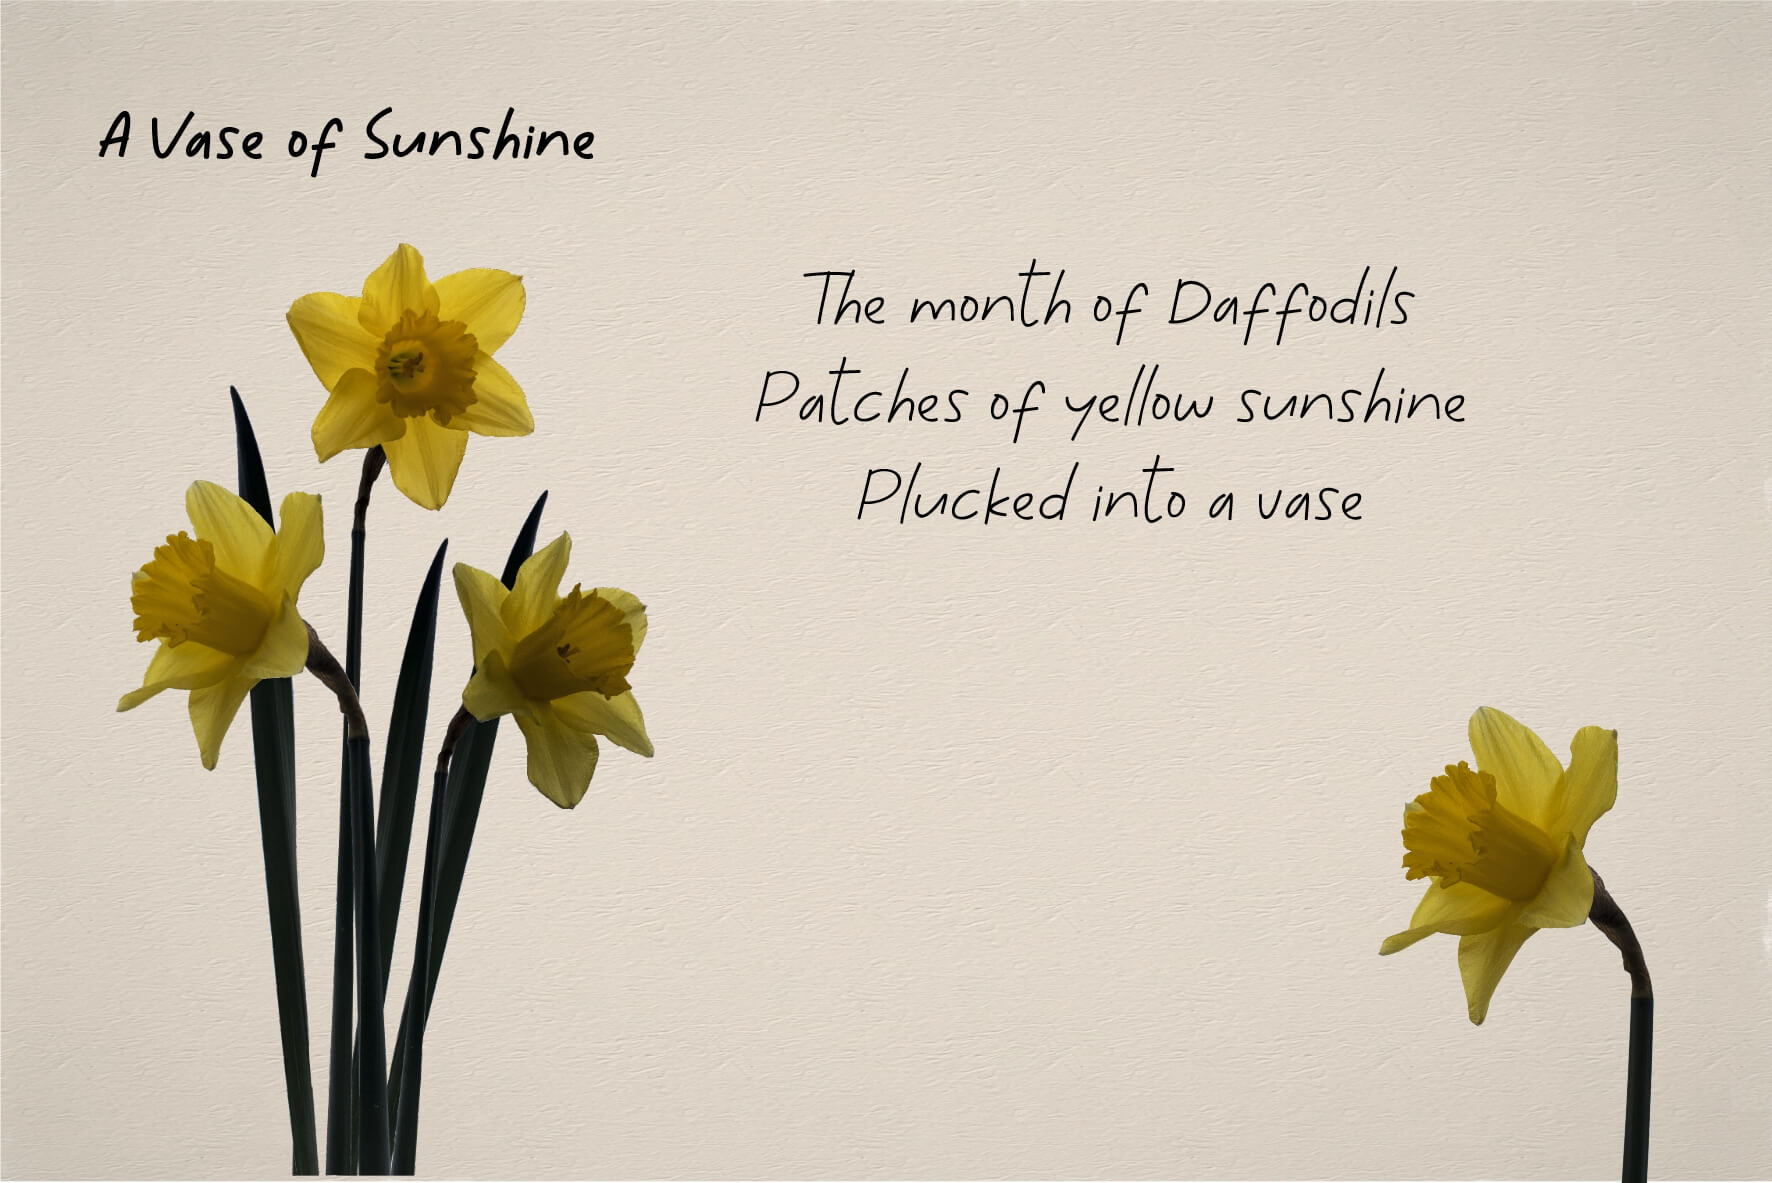 A Vase of Sunshine
The month of Daffodils
Patches of yellow sunshine
Plucked into a vase